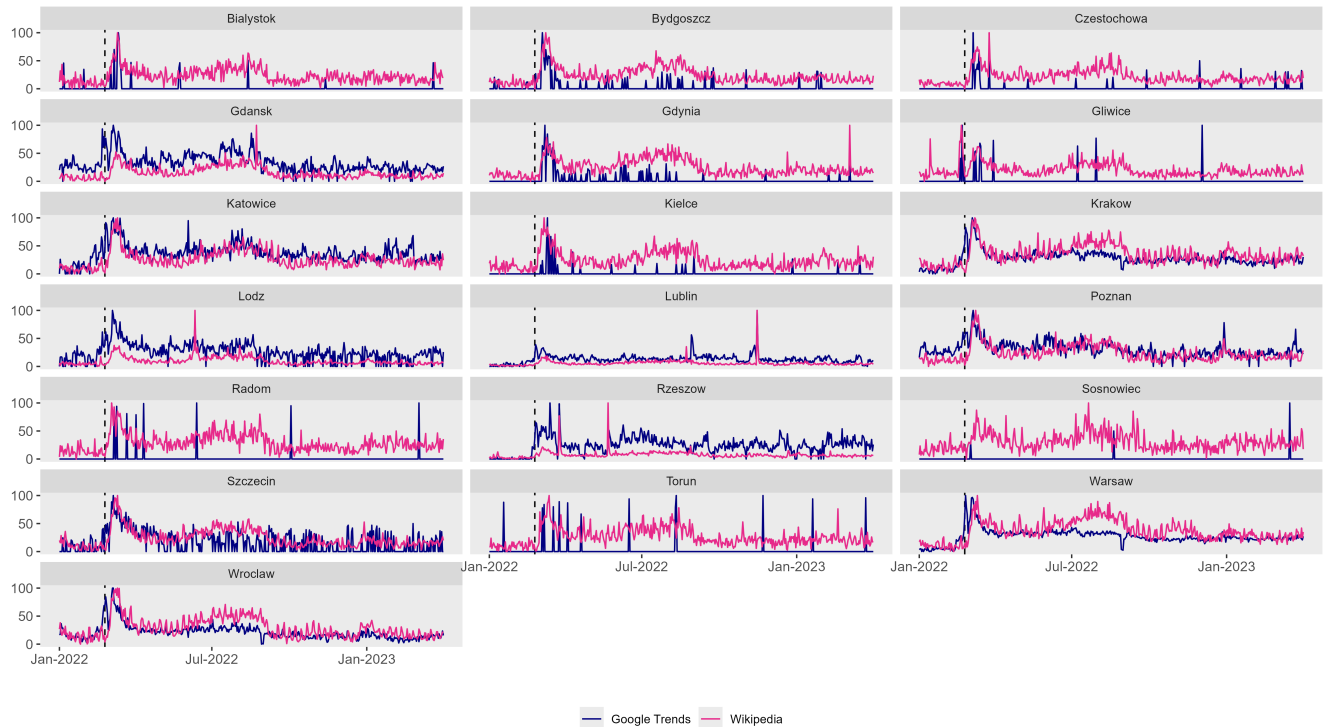 Bialystok Bydgoszcz Czestochowa
100
50
0
Gdansk Gdynia Gliwice
100
50
0
Katowice Kielce Krakow
100
50
0
Lodz Lublin Poznan
100
50
0
Radom Rzeszow Sosnowiec
100
50
0
Szczecin Torun Warsaw
100
50
0
Jan-2022 Jul-2022 Jan-2023 Jan-2022 Jul-2022 Jan-2023
Wroclaw
100
50
0
Jan-2022 Jul-2022 Jan-2023
Google Trends Wikipedia